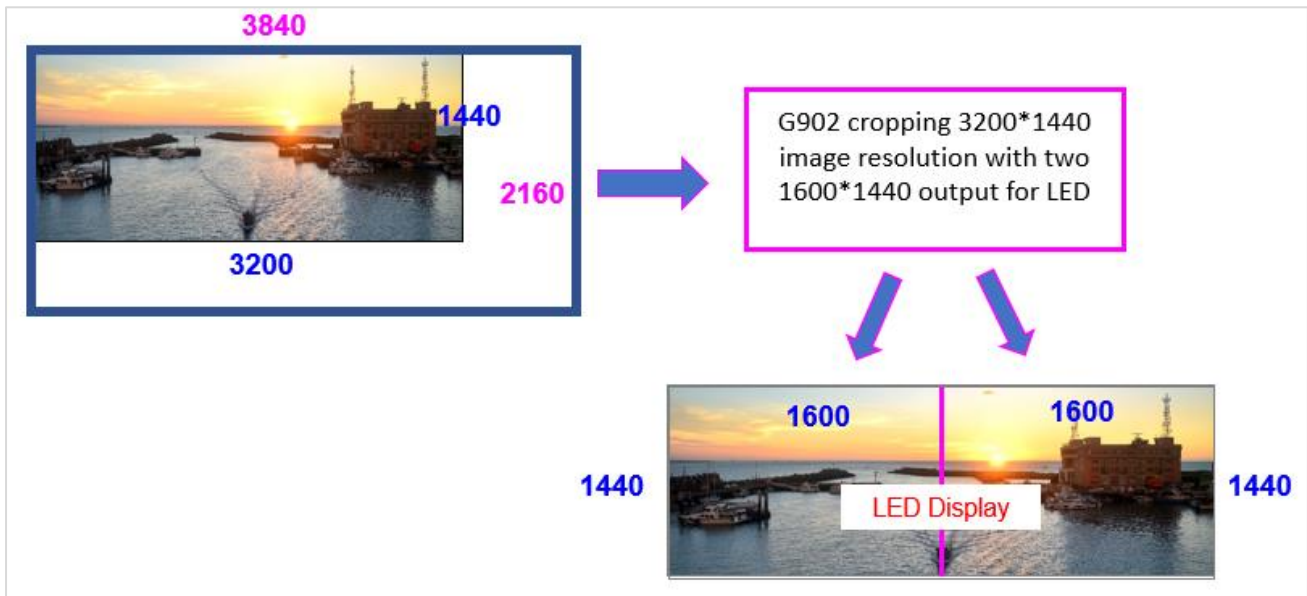 3840
1440
2160
3200
G902 cropping 3200*1440
image resolution with two
1600*1440 output for LED
1600
1600
1440
1440
LED Display